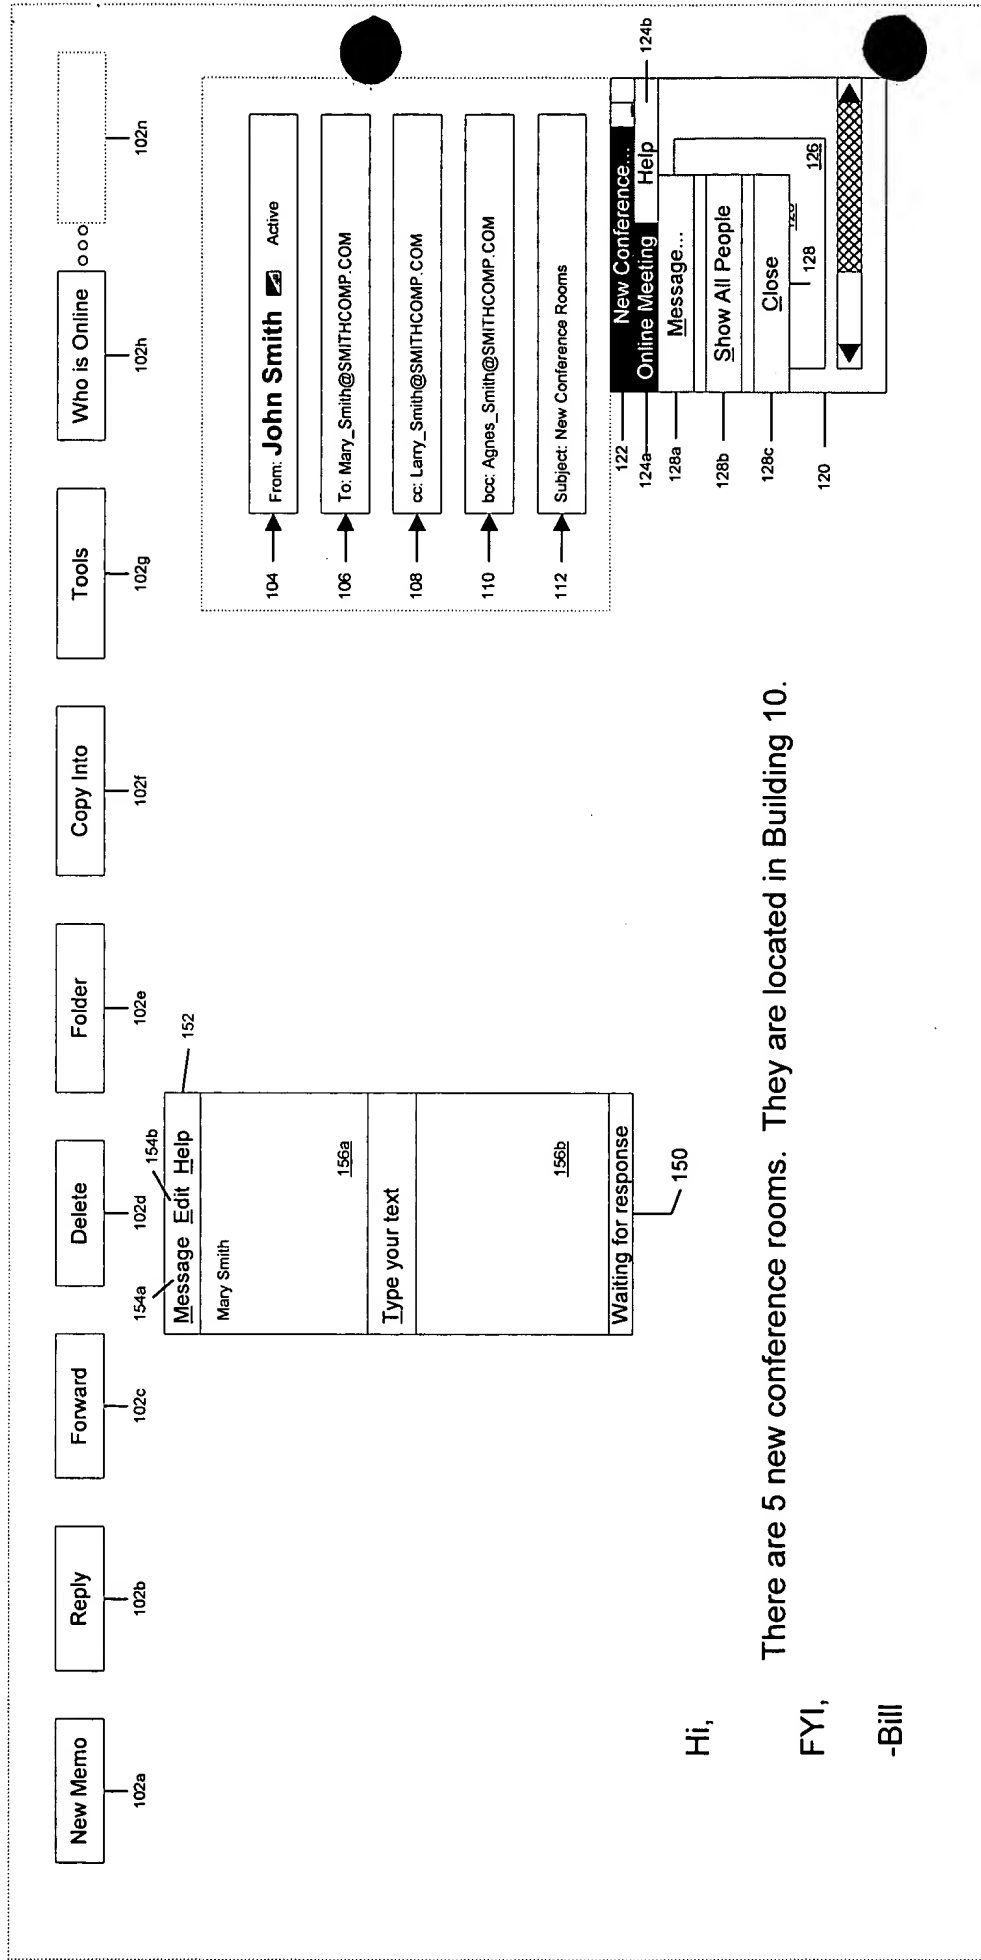 New Memo
Reply
Forward
Delete
Folder
Copy Into
Tools
Who is Online
102a
102b
102c
102d
102e
102f
102g
102h
102n
104
From: John Smith Active
106
To: Mary_Smith@SMITHCOMP.COM
108
cc: Larry_Smith@SMITHCOMP.COM
110
bcc: Agnes_Smith@SMITHCOMP.COM
112
Subject: New Conference Rooms
154a
154b
152
Message Edit Help
Mary Smith
156a
Type your text
156b
Waiting for response
150
122
New Conference...
124a
Online Meeting
Help
124b
128a
Message...
128b
Show All People
128c
Close
126
128
120
Hi,
There are 5 new conference rooms. They are located in Building 10.
FYI,
-Bill